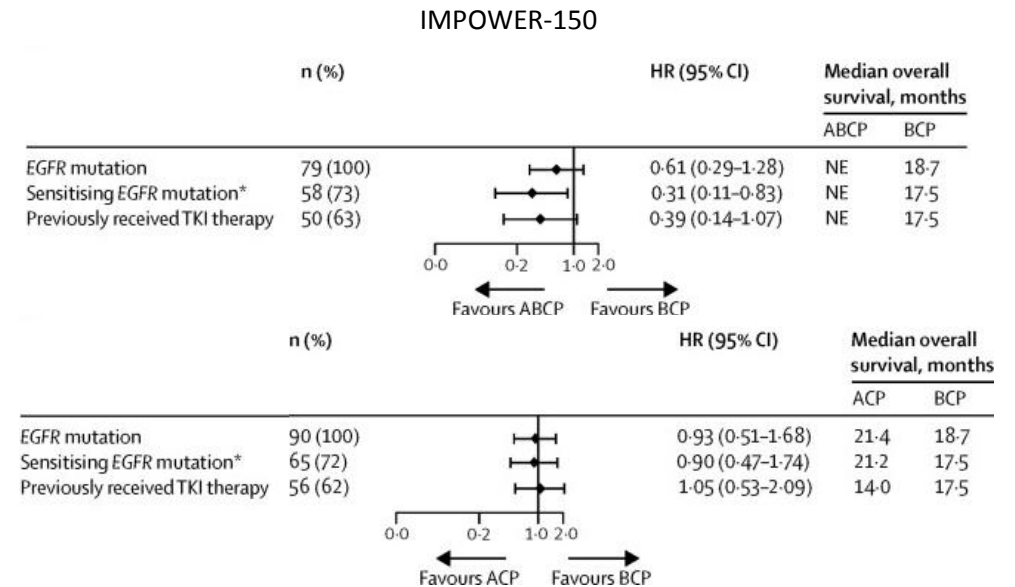 IMPOWER-150
n (%) HR (95% CI) Median overall
survival, months
ABCP BCP
EGFR mutation 79 (100) 0·61 (0·29–1·28) NE 18·7
Sensitising EGFR mutation* 58 (73) 0·31 (0·11–0·83) NE 17·5
Previously received TKI therapy 50 (63) 0·39 (0·14–1·07) NE 17·5
0·0 0·2 1·0 2·0
Favours ABCP Favours BCP
n (%) HR (95% CI) Median overall
survival, months
ACP BCP
EGFR mutation 90 (100) 0·93 (0·51–1·68) 21·4 18·7
Sensitising EGFR mutation* 65 (72) 0·90 (0·47–1·74) 21·2 17·5
Previously received TKI therapy 56 (62) 1·05 (0·53–2·09) 14·0 17·5
0·0 0·2 1·0 2·0
Favours ACP Favours BCP